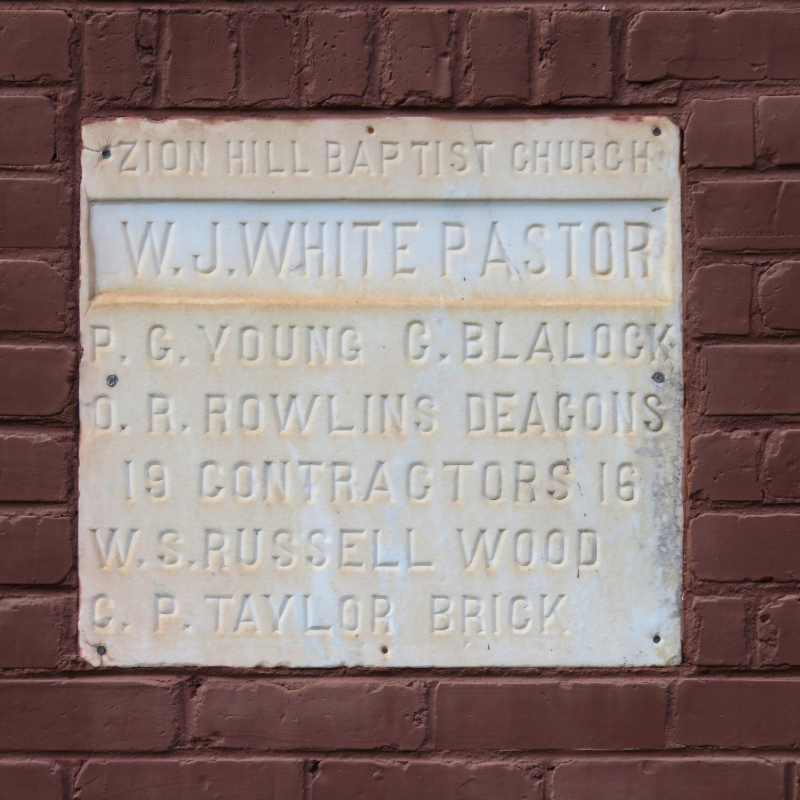 ZION HILL BAPTIST CHURCH
W. J. WHITE PASTOR
P. G. YOUNG C. BLALOCK
O. R. ROWLINS DEACONS
19 CONTRACTORS 16
W. S. RUSSELL WOOD
C. P. TAYLOR BRICK.